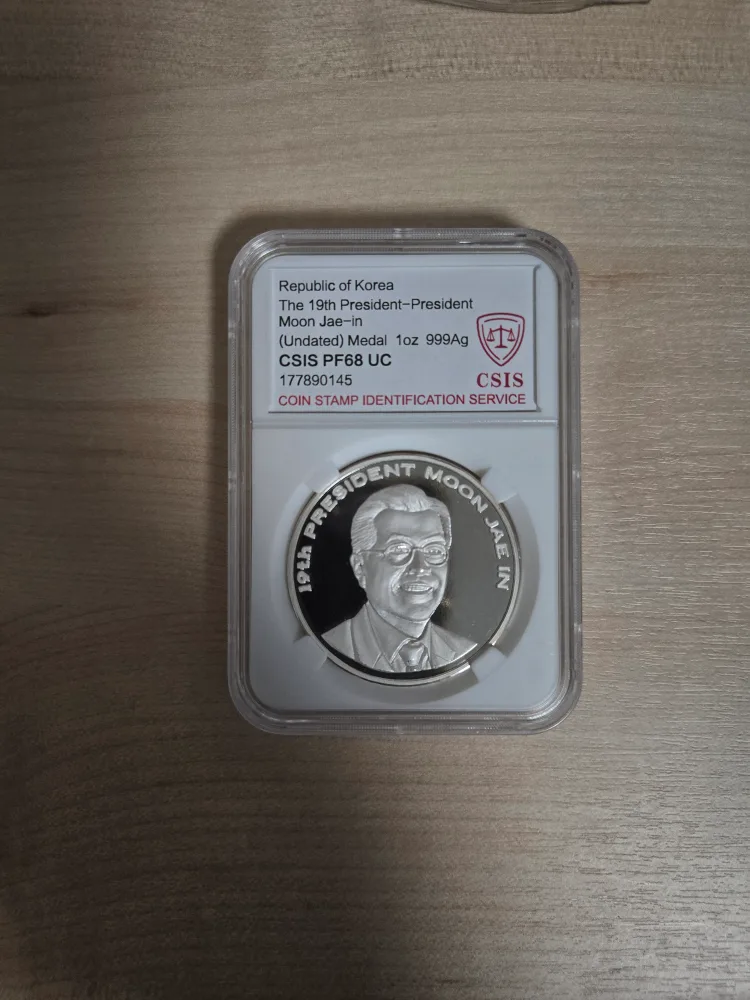 Republic of Korea
The 19th President-President
Moon Jae-in
(Undated) Medal 1oz 999Ag
CSIS PF68 UC
177890145
CSIS
COIN STAMP IDENTIFICATION SERVICE
19th PRESIDENT MOON JAE IN